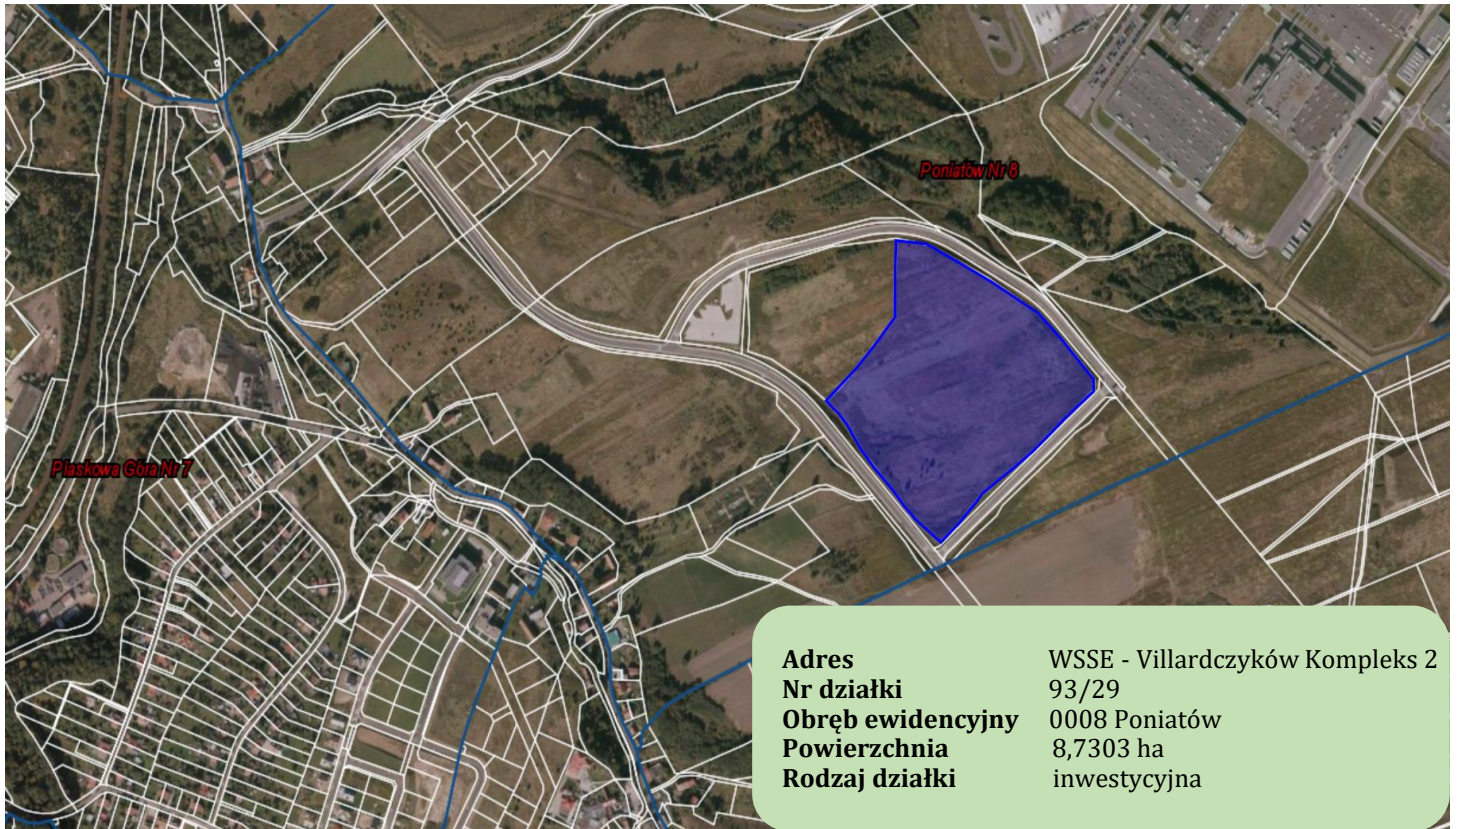 Poniatów Nr 8
Piaskowa Góra Nr 7
Adres WSSE - Villardczyków Kompleks 2
Nr działki 93/29
Obręb ewidencyjny 0008 Poniatów
Powierzchnia 8,7303 ha
Rodzaj działki inwestycyjna